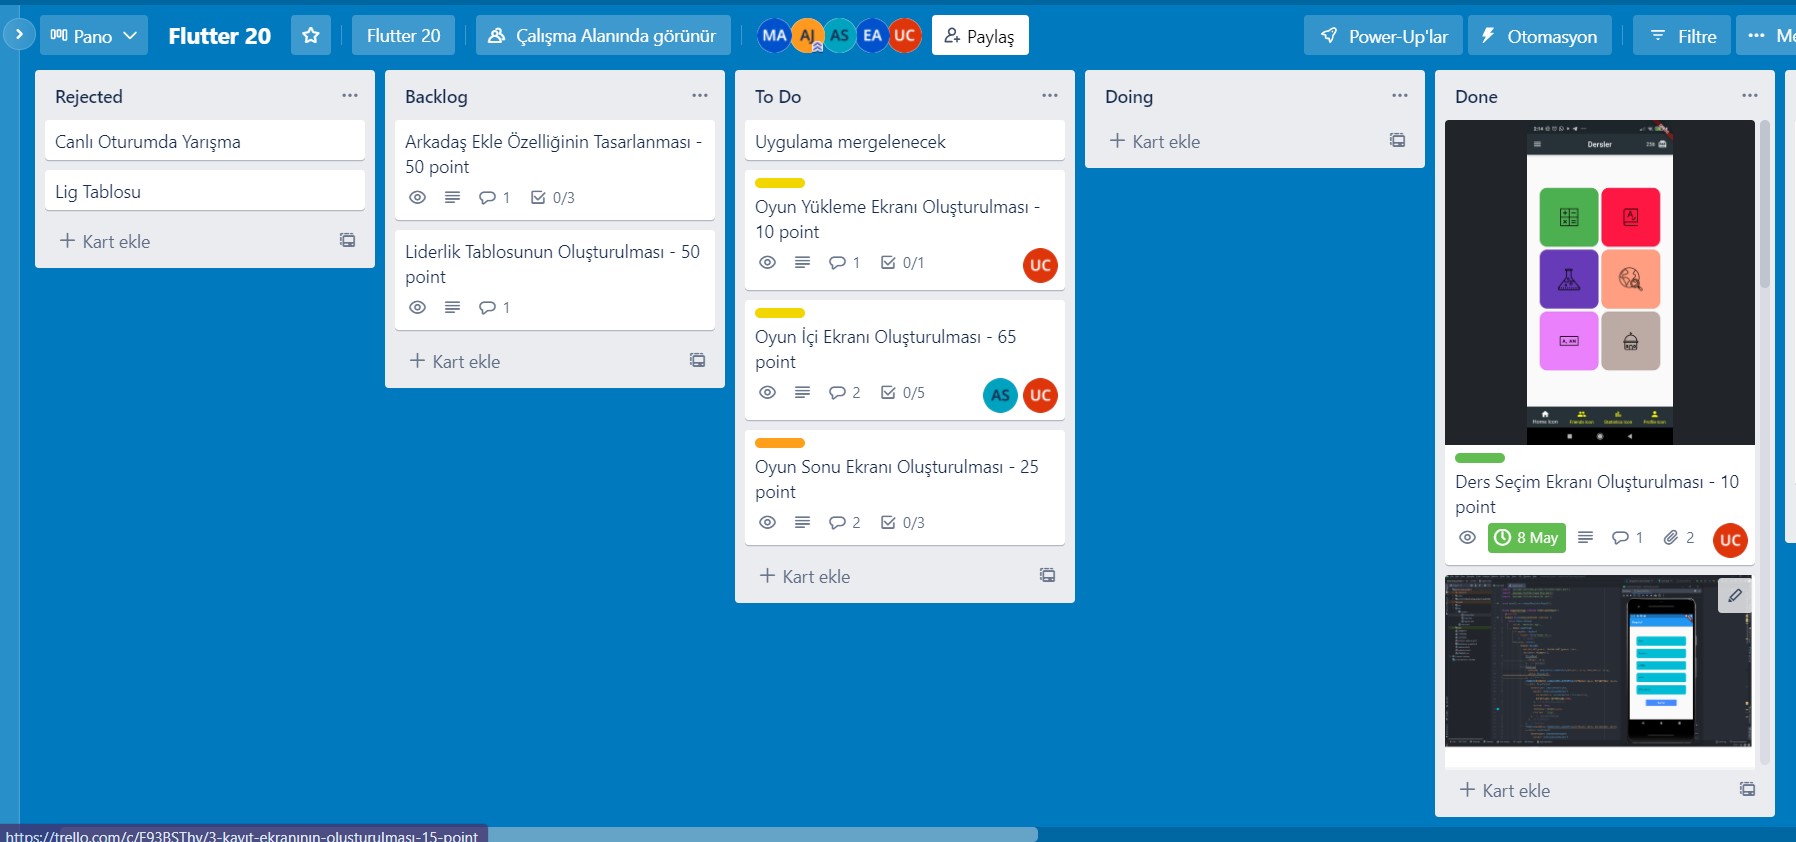 Pano
Flutter 20
Flutter 20
Çalışma Alanında görünür
MA
AJ
AS
EA
UC
Paylaş
Power-Up'lar
Otomasyon
Filtre
Rejected
Canlı Oturumda Yarışma
Lig Tablosu
Kart ekle
Backlog
Arkadaş Ekle Özelliğinin Tasarlanması -
50 point
1
0/3
Liderlik Tablosunun Oluşturulması - 50
point
1
Kart ekle
To Do
Uygulama mergelenecek
Oyun Yükleme Ekranı Oluşturulması -
10 point
1
0/1
UC
Oyun İçi Ekranı Oluşturulması - 65
point
2
0/5
AS
UC
Oyun Sonu Ekranı Oluşturulması - 25
point
2
0/3
Kart ekle
Doing
Kart ekle
Done
Dersler
Ders Seçim Ekranı Oluşturulması - 10
point
8 May
1
2
UC
Kart ekle
https://trello.com/c/F93BSThv/3-kayıt-ekranının-oluşturulması-15-point